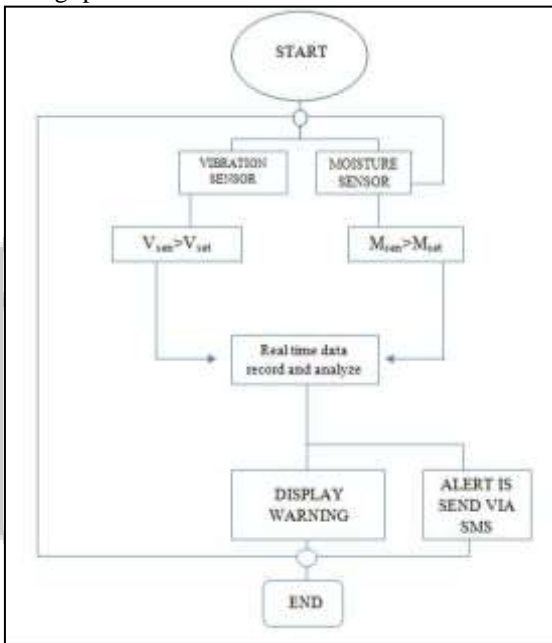 START
VIBRATION
SENSOR
MOISTURE
SENSOR
Vsen>Vset
Msen>Mset
Real time data
record and analyze
DISPLAY
WARNING
ALERT IS
SEND VIA
SMS
END